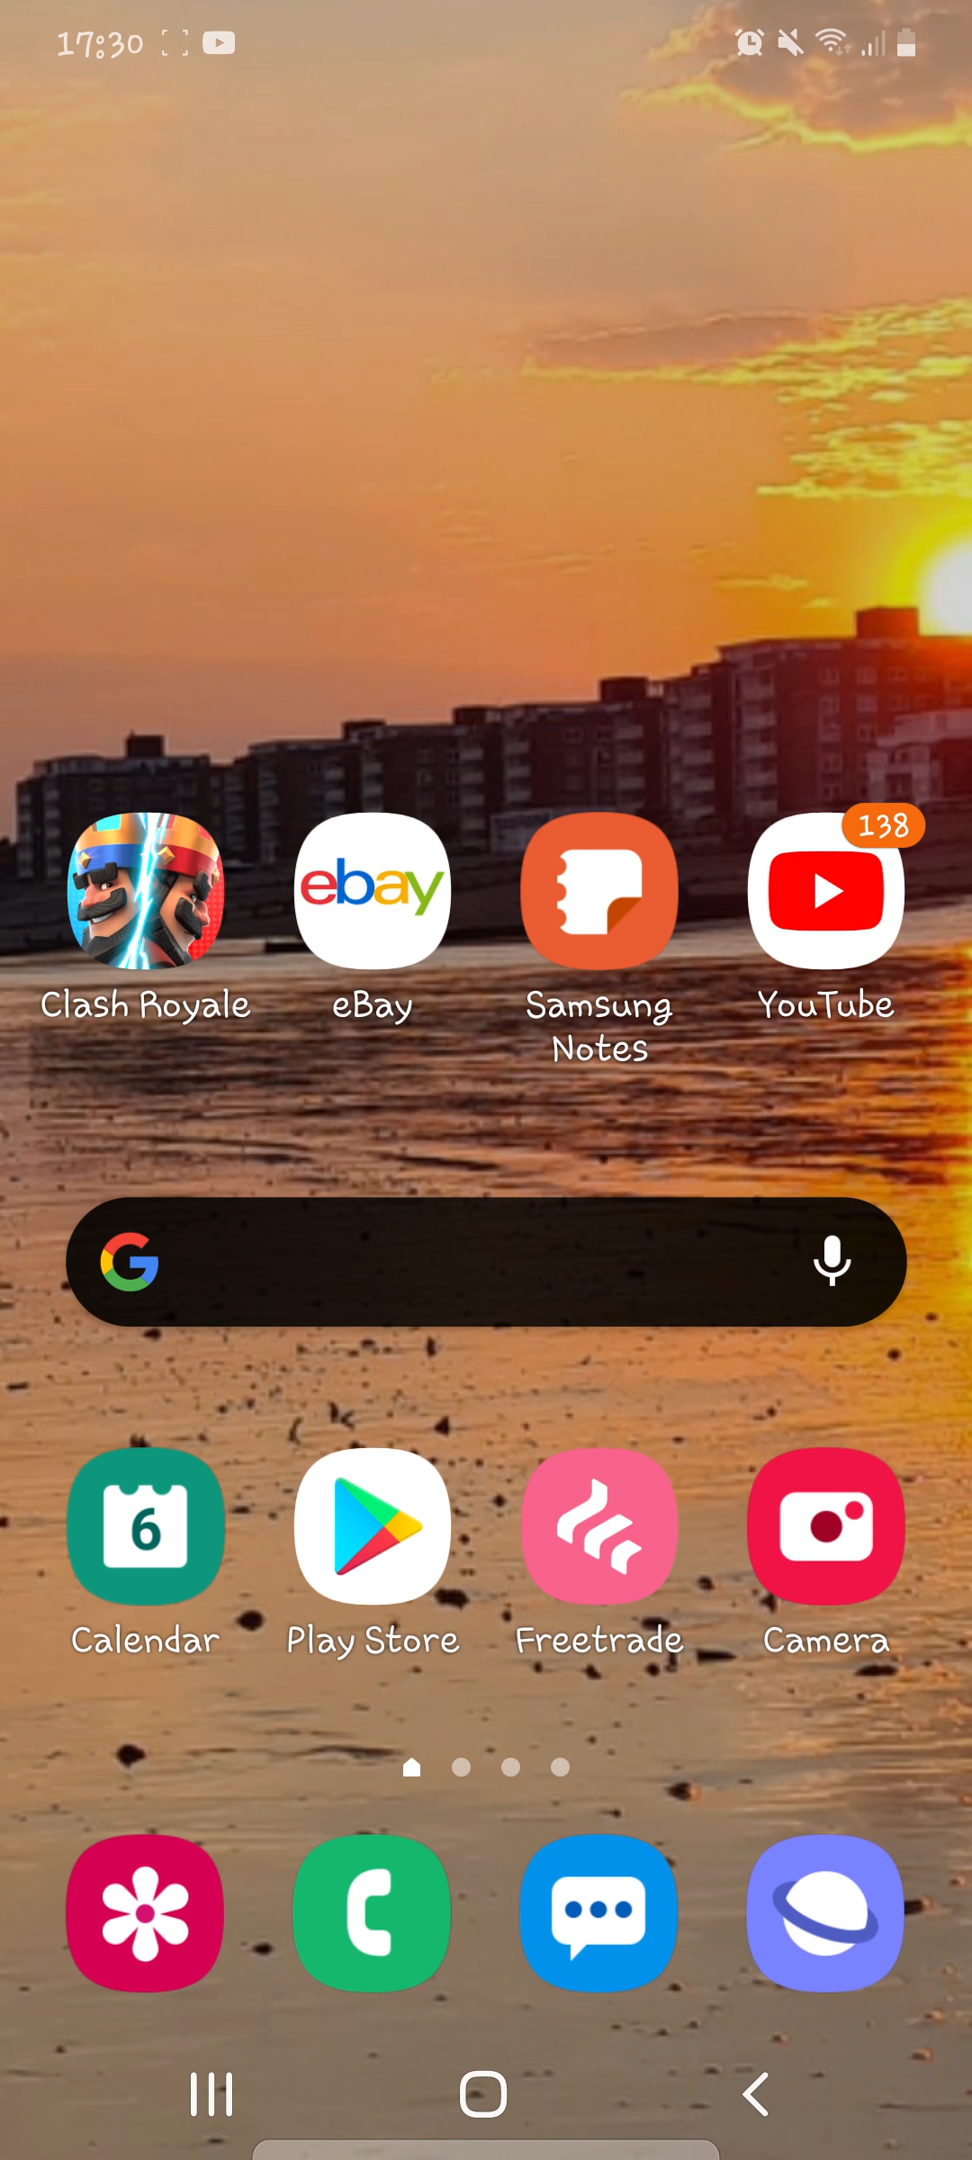 17:30
138
ebay
Clash Royale
eBay
Samsung
Notes
YouTube
6
Calendar
Play Store
Freetrade
Camera